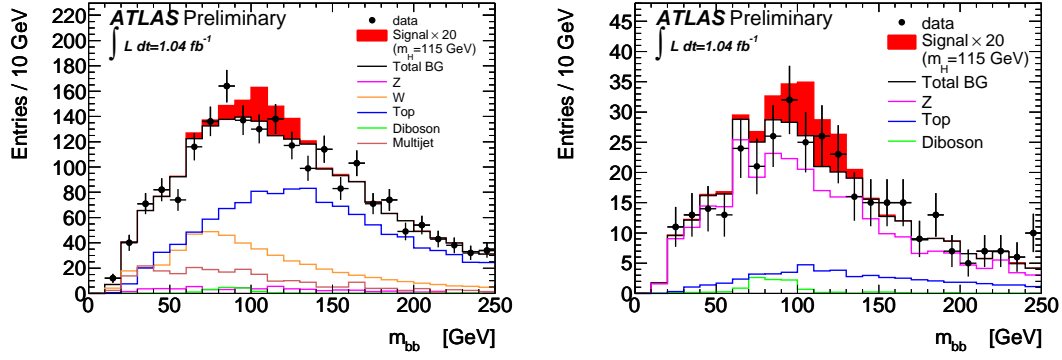 ATLAS Preliminary
∫ L dt=1.04 fb⁻¹
data
Signal × 20
(m_H=115 GeV)
Total BG
Z
W
Top
Diboson
Multijet
Entries / 10 GeV
220
200
180
160
140
120
100
80
60
40
20
0
0 50 100 150 200 250
m_bb [GeV]
ATLAS Preliminary
∫ L dt=1.04 fb⁻¹
data
Signal × 20
(m_H=115 GeV)
Total BG
Z
Top
Diboson
Entries / 10 GeV
45
40
35
30
25
20
15
10
5
0
0 50 100 150 200 250
m_bb [GeV]